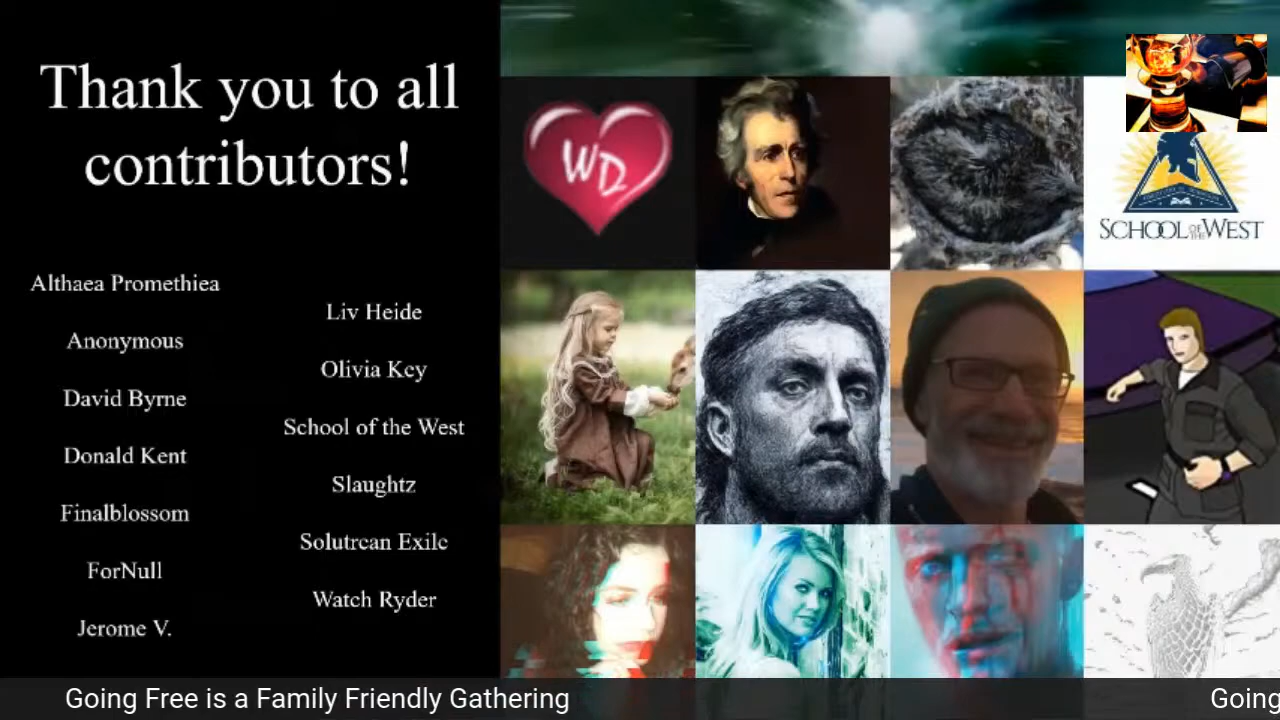 Thank you to all
contributors!
Althaea Promethiea
Anonymous
David Byrne
Donald Kent
Finalblossom
ForNull
Jerome V.
Liv Heide
Olivia Key
School of the West
Slaughtz
Solutrean Exile
Watch Ryder
WD
SCHOOL OF THE WEST
Going Free is a Family Friendly Gathering
Going